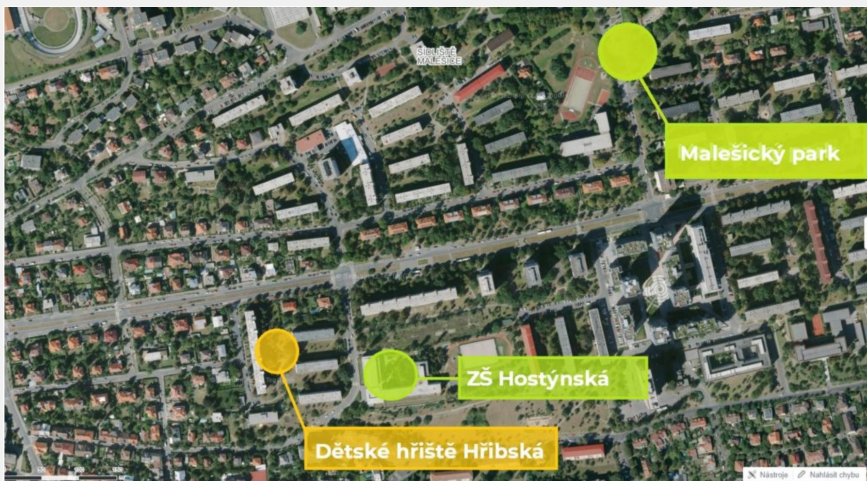 SÍDLIŠTĚ
MALEŠICE
Malešický park
ZŠ Hostýnská
Dětské hřiště Hřibská
Nástroje
Nahlásit chybu